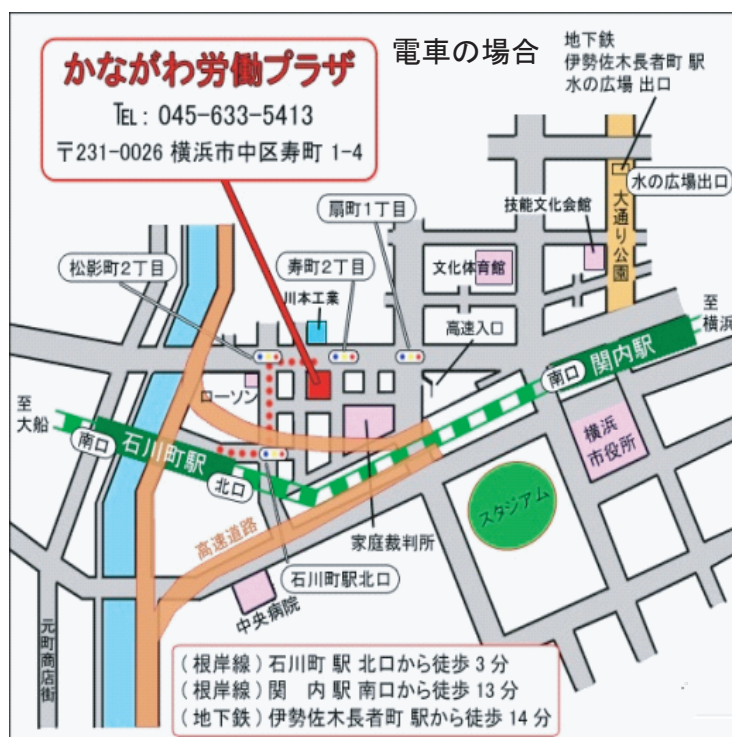 かながわ労働プラザ
TEL: 045-633-5413
〒231-0026 横浜市中区寿町 1-4
電車の場合
地下鉄
伊勢佐木長者町 駅
水の広場 出口
水の広場出口
大通り公園
技能文化会館
扇町1丁目
松影町2丁目
寿町2丁目
文化体育館
川本工業
高速入口
至
横浜
関内駅
南口
ローソン
至
大船
南口
石川町駅
北口
横浜
市役所
スタジアム
高速道路
家庭裁判所
石川町駅北口
中央病院
元町商店街
(根岸線) 石川町 駅 北口から徒歩 3 分
(根岸線) 関 内 駅 南口から徒歩 13 分
(地下鉄) 伊勢佐木長者町 駅から徒歩 14 分